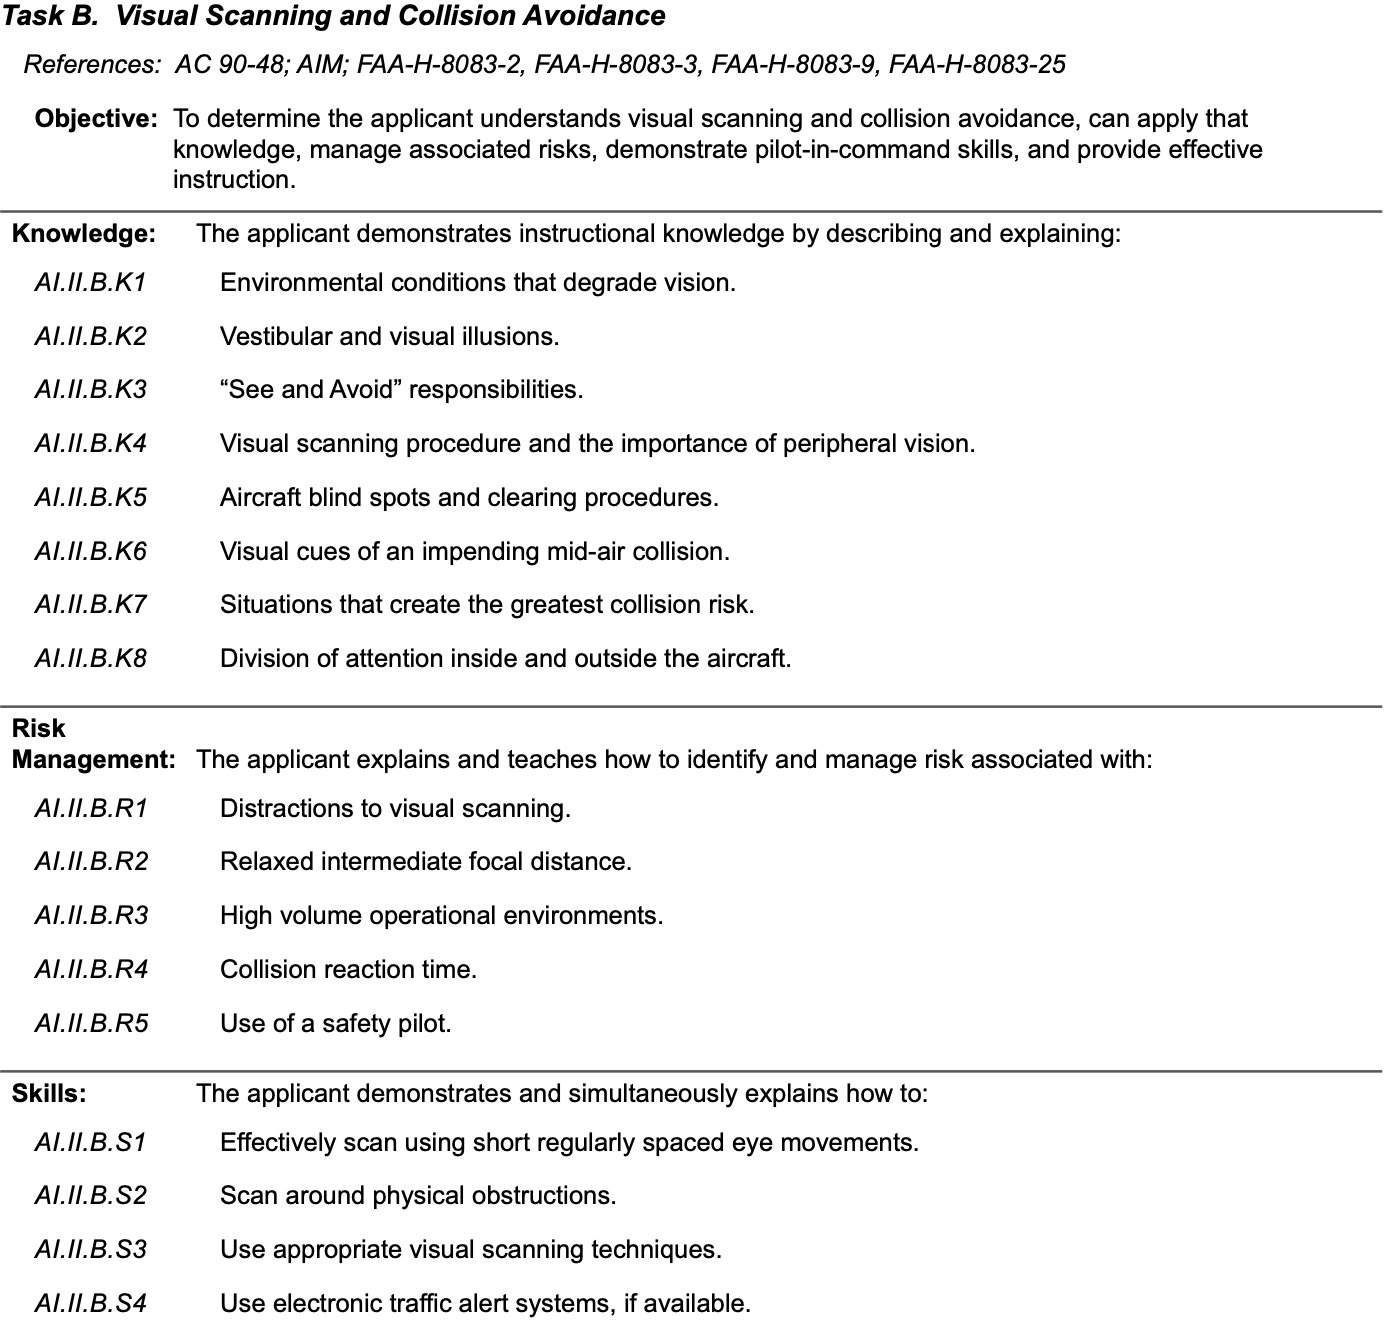 Task B. Visual Scanning and Collision Avoidance
References: AC 90-48; AIM; FAA-H-8083-2, FAA-H-8083-3, FAA-H-8083-9, FAA-H-8083-25
Objective: To determine the applicant understands visual scanning and collision avoidance, can apply that
knowledge, manage associated risks, demonstrate pilot-in-command skills, and provide effective
instruction.
Knowledge: The applicant demonstrates instructional knowledge by describing and explaining:
AI.II.B.K1 Environmental conditions that degrade vision.
AI.II.B.K2 Vestibular and visual illusions.
AI.II.B.K3 “See and Avoid” responsibilities.
AI.II.B.K4 Visual scanning procedure and the importance of peripheral vision.
AI.II.B.K5 Aircraft blind spots and clearing procedures.
AI.II.B.K6 Visual cues of an impending mid-air collision.
AI.II.B.K7 Situations that create the greatest collision risk.
AI.II.B.K8 Division of attention inside and outside the aircraft.
Risk
Management: The applicant explains and teaches how to identify and manage risk associated with:
AI.II.B.R1 Distractions to visual scanning.
AI.II.B.R2 Relaxed intermediate focal distance.
AI.II.B.R3 High volume operational environments.
AI.II.B.R4 Collision reaction time.
AI.II.B.R5 Use of a safety pilot.
Skills: The applicant demonstrates and simultaneously explains how to:
AI.II.B.S1 Effectively scan using short regularly spaced eye movements.
AI.II.B.S2 Scan around physical obstructions.
AI.II.B.S3 Use appropriate visual scanning techniques.
AI.II.B.S4 Use electronic traffic alert systems, if available.